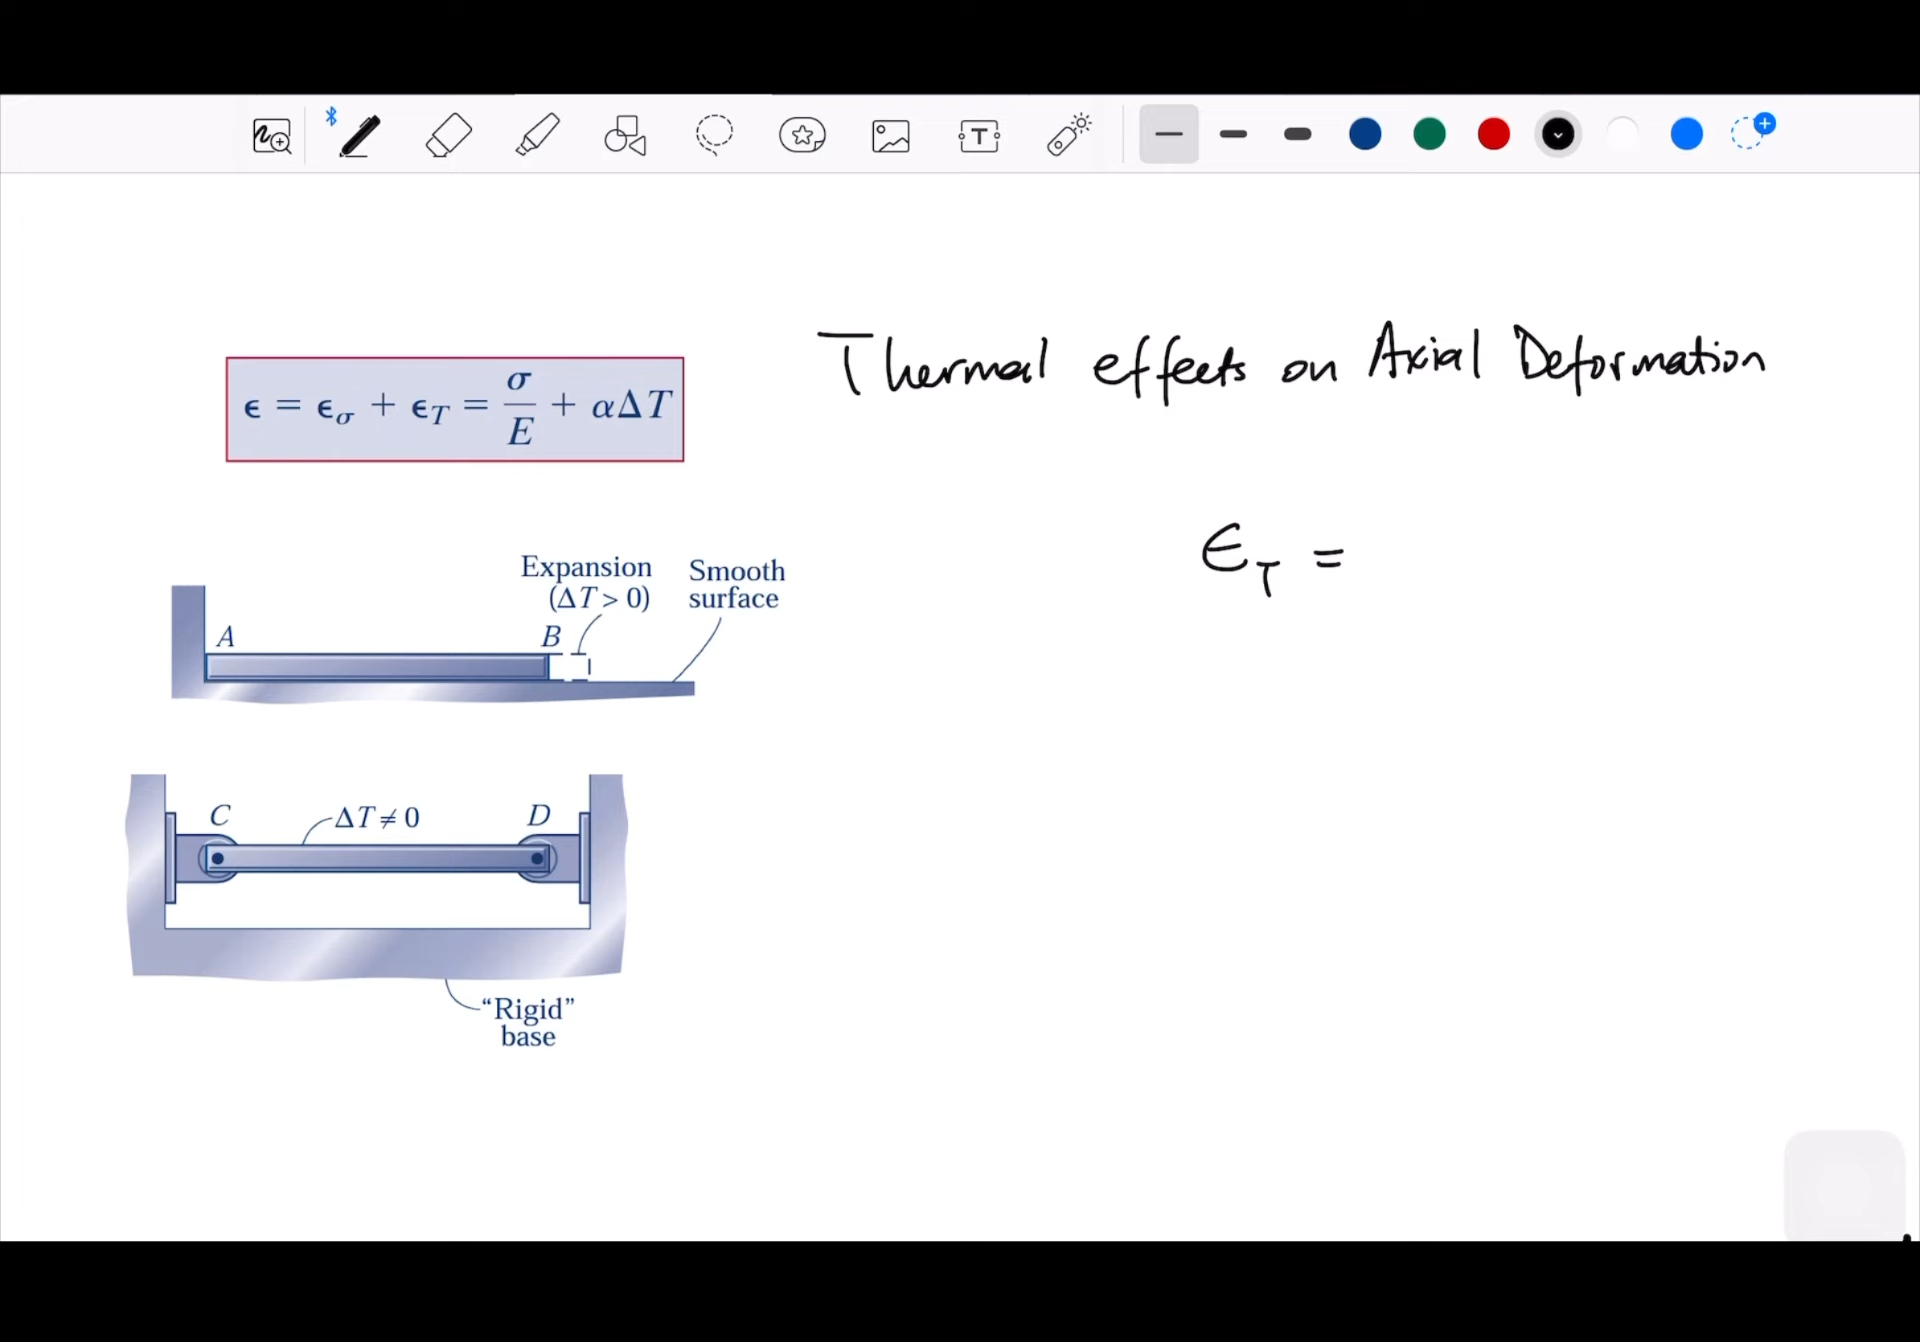 Thermal effects on Axial Deformation
ϵ = ϵσ + ϵT = σ/E + αΔT
ϵT =
Expansion
(ΔT > 0)
Smooth
surface
A
B
C
ΔT ≠ 0
D
“Rigid”
base